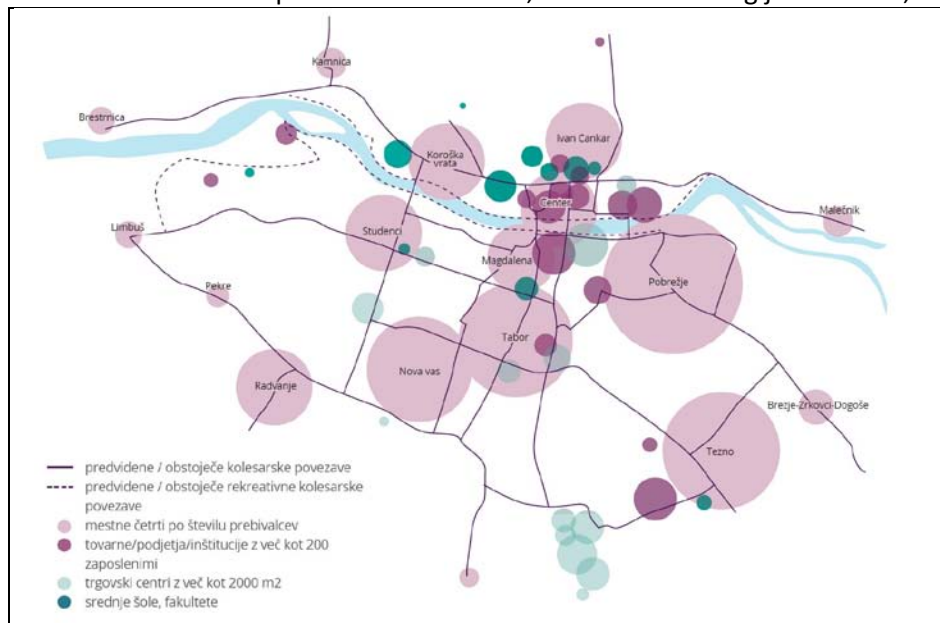 Kamnica
Brestrnica
Ivan Cankar
Koroška
vrata
Center
Malečnik
Limbuš
Studenci
Magdalena
Pobrežje
Pekre
Tabor
Nova vas
Radvanje
Brezje-Zrkovci-Dogoše
Tezno
predvidene / obstoječe kolesarske povezave
predvidene / obstoječe rekreativne kolesarske
povezave
mestne četrti po številu prebivalcev
tovarne/podjetja/inštitucije z več kot 200
zaposlenimi
trgovski centri z več kot 2000 m2
srednje šole, fakultete